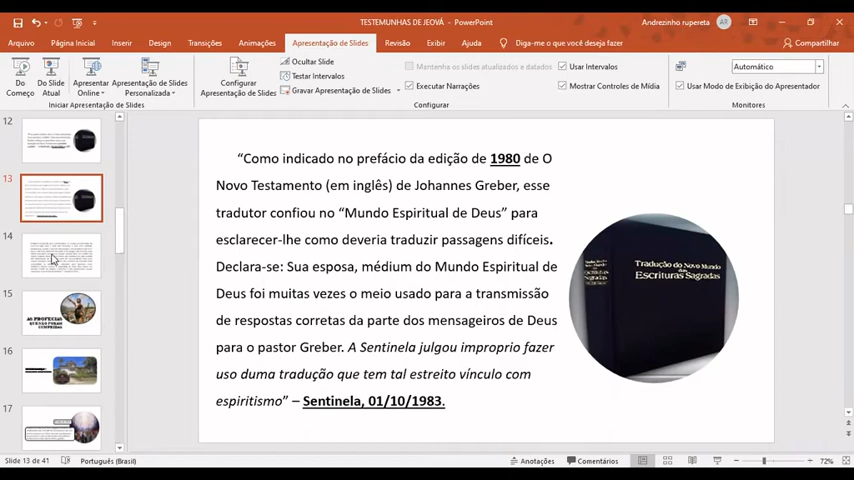 TESTEMUNHAS DE JEOVÁ - PowerPoint
Andrezinho rupereta
AR
Arquivo
Página Inicial
Inserir
Design
Transições
Animações
Apresentação de Slides
Revisão
Exibir
Ajuda
Diga-me o que você deseja fazer
Compartilhar
Do Começo
Do Slide Atual
Apresentar Online
Apresentação de Slides Personalizada
Iniciar Apresentação de Slides
Configurar Apresentação de Slides
Ocultar Slide
Testar Intervalos
Gravar Apresentação de Slides
Mantenha os slides atualizados e datados
Executar Narrações
Usar Intervalos
Mostrar Controles de Mídia
Configurar
Automático
Usar Modo de Exibição do Apresentador
Monitores
12
13
14
15
AS PROFECIAS
16
17
“Como indicado no prefácio da edição de 1980 de O
Novo Testamento (em inglês) de Johannes Greber, esse
tradutor confiou no “Mundo Espiritual de Deus” para
esclarecer-lhe como deveria traduzir passagens difíceis.
Declara-se: Sua esposa, médium do Mundo Espiritual de
Deus foi muitas vezes o meio usado para a transmissão
de respostas corretas da parte dos mensageiros de Deus
para o pastor Greber. A Sentinela julgou improprio fazer
uso duma tradução que tem tal estreito vínculo com
espiritismo” – Sentinela, 01/10/1983.
Tradução do Novo Mundo
das
Escrituras Sagradas
Slide 13 de 41
Português (Brasil)
Anotações
Comentários
72%